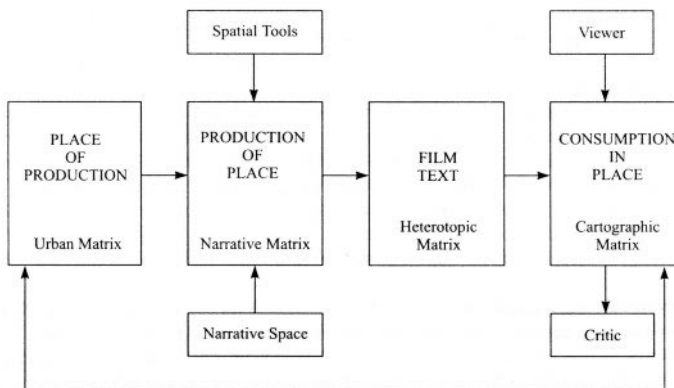 Spatial Tools
Viewer
PLACE
OF
PRODUCTION
Urban Matrix
PRODUCTION
OF
PLACE
Narrative Matrix
FILM
TEXT
Heterotopic
Matrix
CONSUMPTION
IN
PLACE
Cartographic
Matrix
Narrative Space
Critic